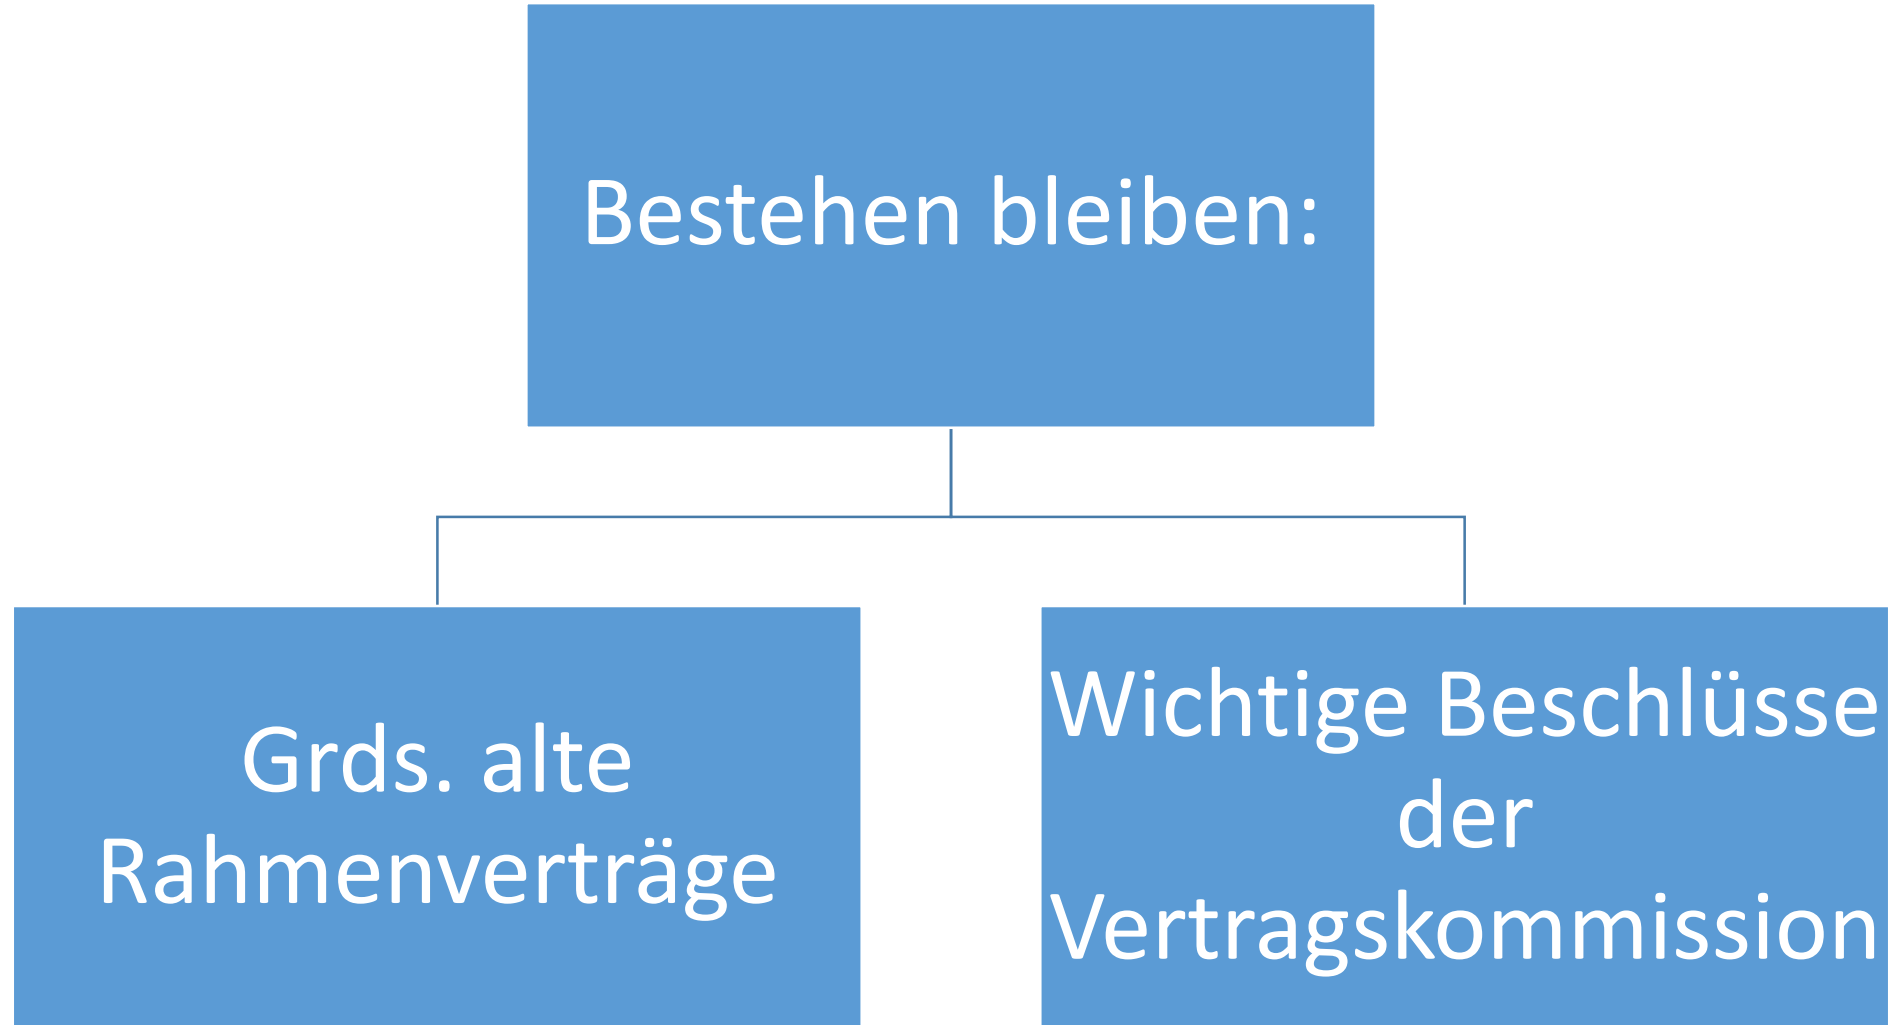 Bestehen bleiben:
Grds. alte
Rahmenverträge
Wichtige Beschlüsse
der
Vertragskommission